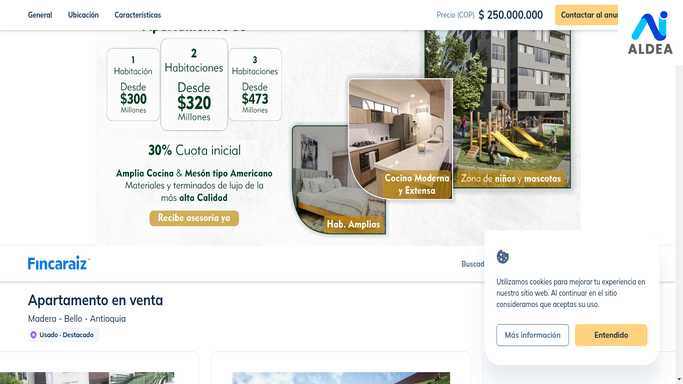 General Ubicación Características Precio (COP) $ 250.000.000 Contactar al anu
ALDEA
1 Habitación Desde $300 Millones
2 Habitaciones Desde $320 Millones
3 Habitaciones Desde $473 Millones
30% Cuota inicial
Amplia Cocina & Mesón tipo Americano
Materiales y terminados de lujo de la
más alta Calidad
Recibe asesoría ya
Hab. Amplias
Cocina Moderna
y Extensa
Zona de niños y mascotas
Fincaraiz
Buscad
Apartamento en venta
Madera - Bello - Antioquia
Usado · Destacado
Utilizamos cookies para mejorar tu experiencia en
nuestro sitio web. Al continuar en el sitio
consideramos que aceptas su uso.
Más información Entendido